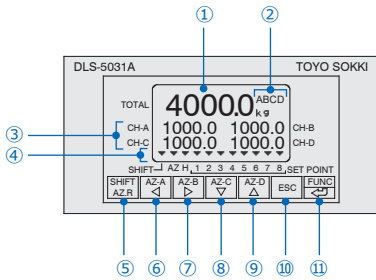 ① ②
DLS-5031A TOYO SOKKI
TOTAL 4000.0 kg ABCD
③ CH-A 1000.0 1000.0 CH-B
CH-C 1000.0 1000.0 CH-D
④
SHIFT AZ H 1 2 3 4 5 6 7 8 SET POINT
SHIFT AZ.R AZ-A ◁ AZ-B ▷ AZ-C ▽ AZ-D △ ESC FUNC
⑤ ⑥ ⑦ ⑧ ⑨ ⑩ ⑪